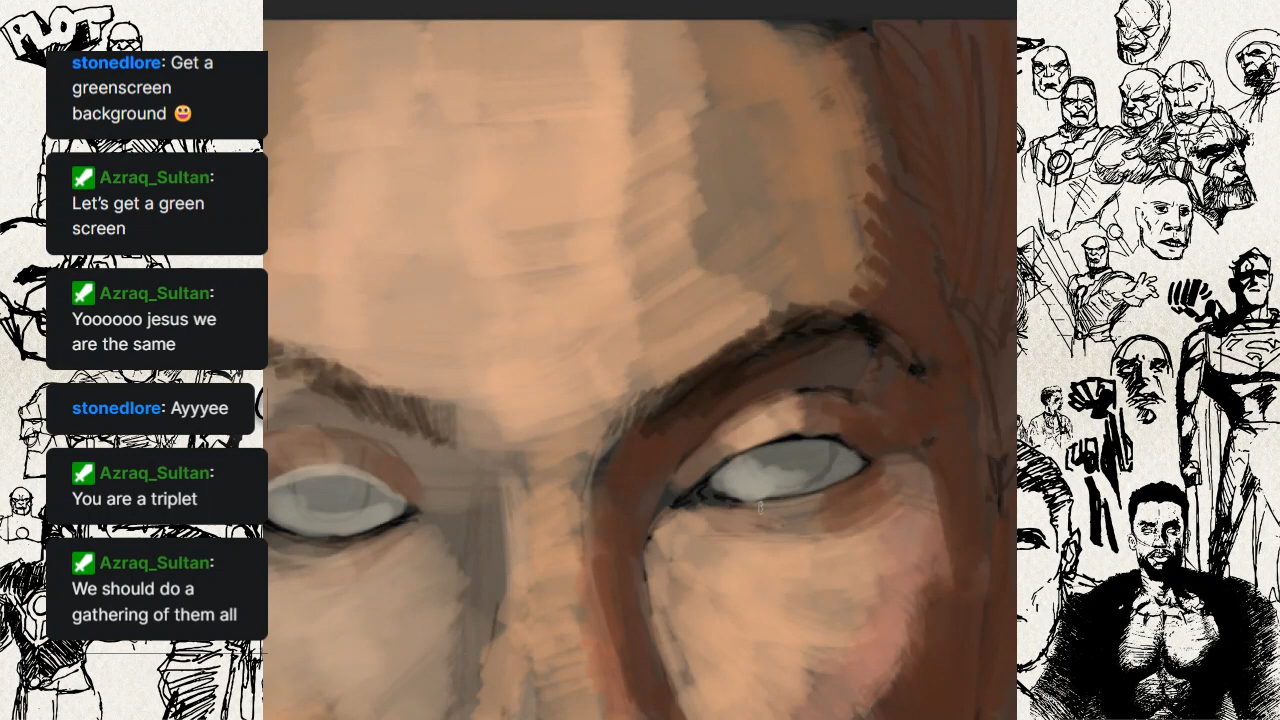 PLOT
stonedlore: Get a
greenscreen
background 😀
Azraq_Sultan:
Let’s get a green
screen
Azraq_Sultan:
Yoooooo jesus we
are the same
stonedlore: Ayyyee
Azraq_Sultan:
You are a triplet
Azraq_Sultan:
We should do a
gathering of them all